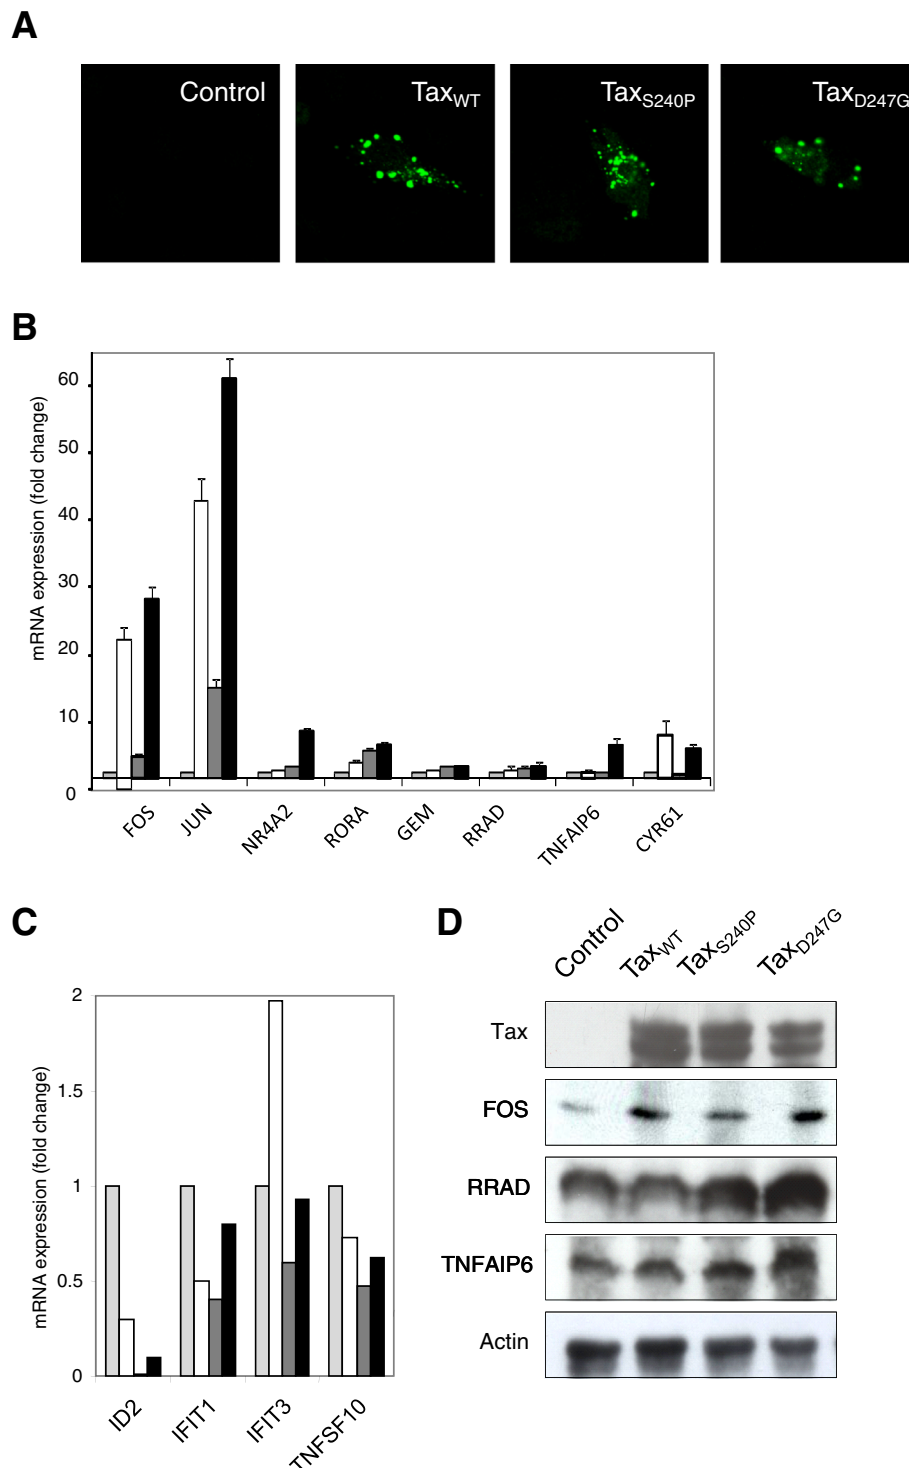 A
Control
TaxWT
TaxS240P
TaxD247G
B
mRNA expression (fold change)
60
50
40
30
20
10
0
FOS
JUN
NR4A2
RORA
GEM
RRAD
TNFAIP6
CYR61
C
mRNA expression (fold change)
2
1.5
1
0.5
0
ID2
IFIT1
IFIT3
TNFSF10
D
Control
TaxWT
TaxS240P
TaxD247G
Tax
FOS
RRAD
TNFAIP6
Actin